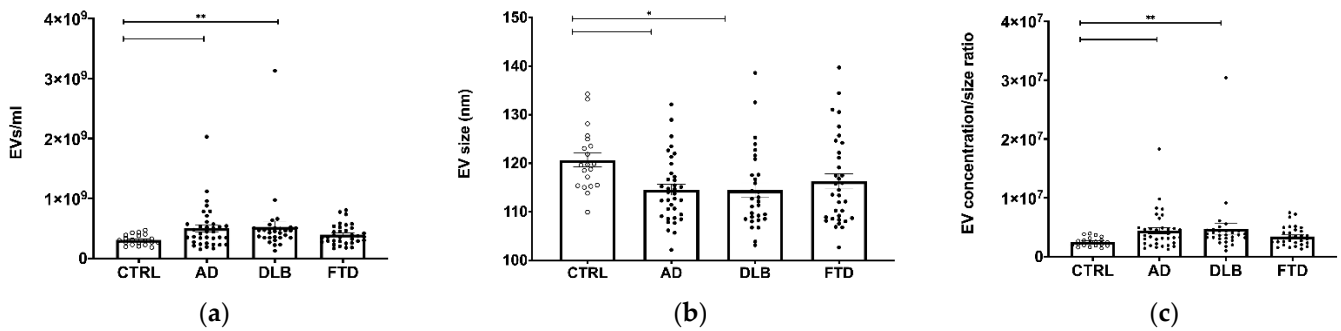 4×10⁹
3×10⁹
2×10⁹
1×10⁹
0
EVs/ml
**
CTRL AD DLB FTD
(a)
150
140
130
120
110
100
EV size (nm)
*
CTRL AD DLB FTD
(b)
4×10⁷
3×10⁷
2×10⁷
1×10⁷
0
EV concentration/size ratio
**
CTRL AD DLB FTD
(c)